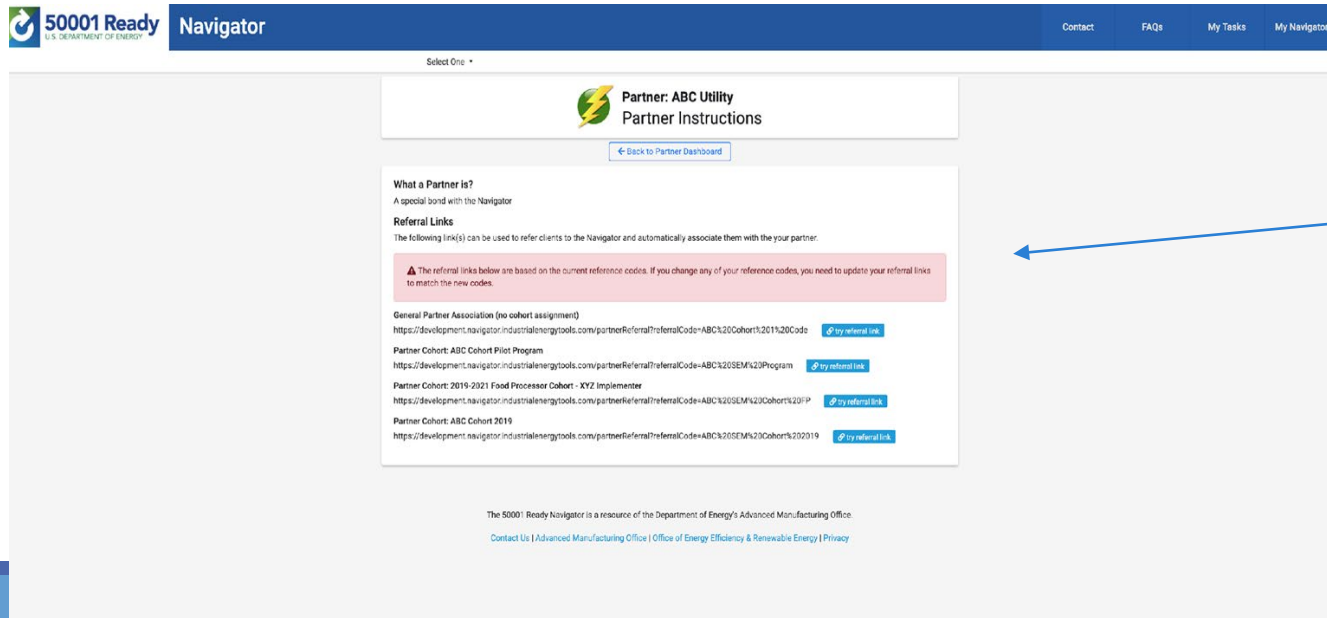 50001 Ready
U.S. DEPARTMENT OF ENERGY
Navigator
Contact
FAQs
My Tasks
My Navigator
Select One
Partner: ABC Utility
Partner Instructions
← Back to Partner Dashboard
What a Partner is?
A special bond with the Navigator
Referral Links
The following link(s) can be used to refer clients to the Navigator and automatically associate them with the your partner.
The referral links below are based on the current reference codes. If you change any of your reference codes, you need to update your referral links
to match the new codes.
General Partner Association (no cohort assignment)
https://development.navigator.industrialenergytools.com/partnerReferral?referralCode=ABC%20Cohort%201%20Code try referral link
Partner Cohort: ABC Cohort Pilot Program
https://development.navigator.industrialenergytools.com/partnerReferral?referralCode=ABC%20SEM%20Program try referral link
Partner Cohort: 2019-2021 Food Processor Cohort - XYZ Implementer
https://development.navigator.industrialenergytools.com/partnerReferral?referralCode=ABC%20SEM%20Cohort%20FP try referral link
Partner Cohort: ABC Cohort 2019
https://development.navigator.industrialenergytools.com/partnerReferral?referralCode=ABC%20SEM%20Cohort%202019 try referral link
The 50001 Ready Navigator is a resource of the Department of Energy's Advanced Manufacturing Office.
Contact Us | Advanced Manufacturing Office | Office of Energy Efficiency & Renewable Energy | Privacy